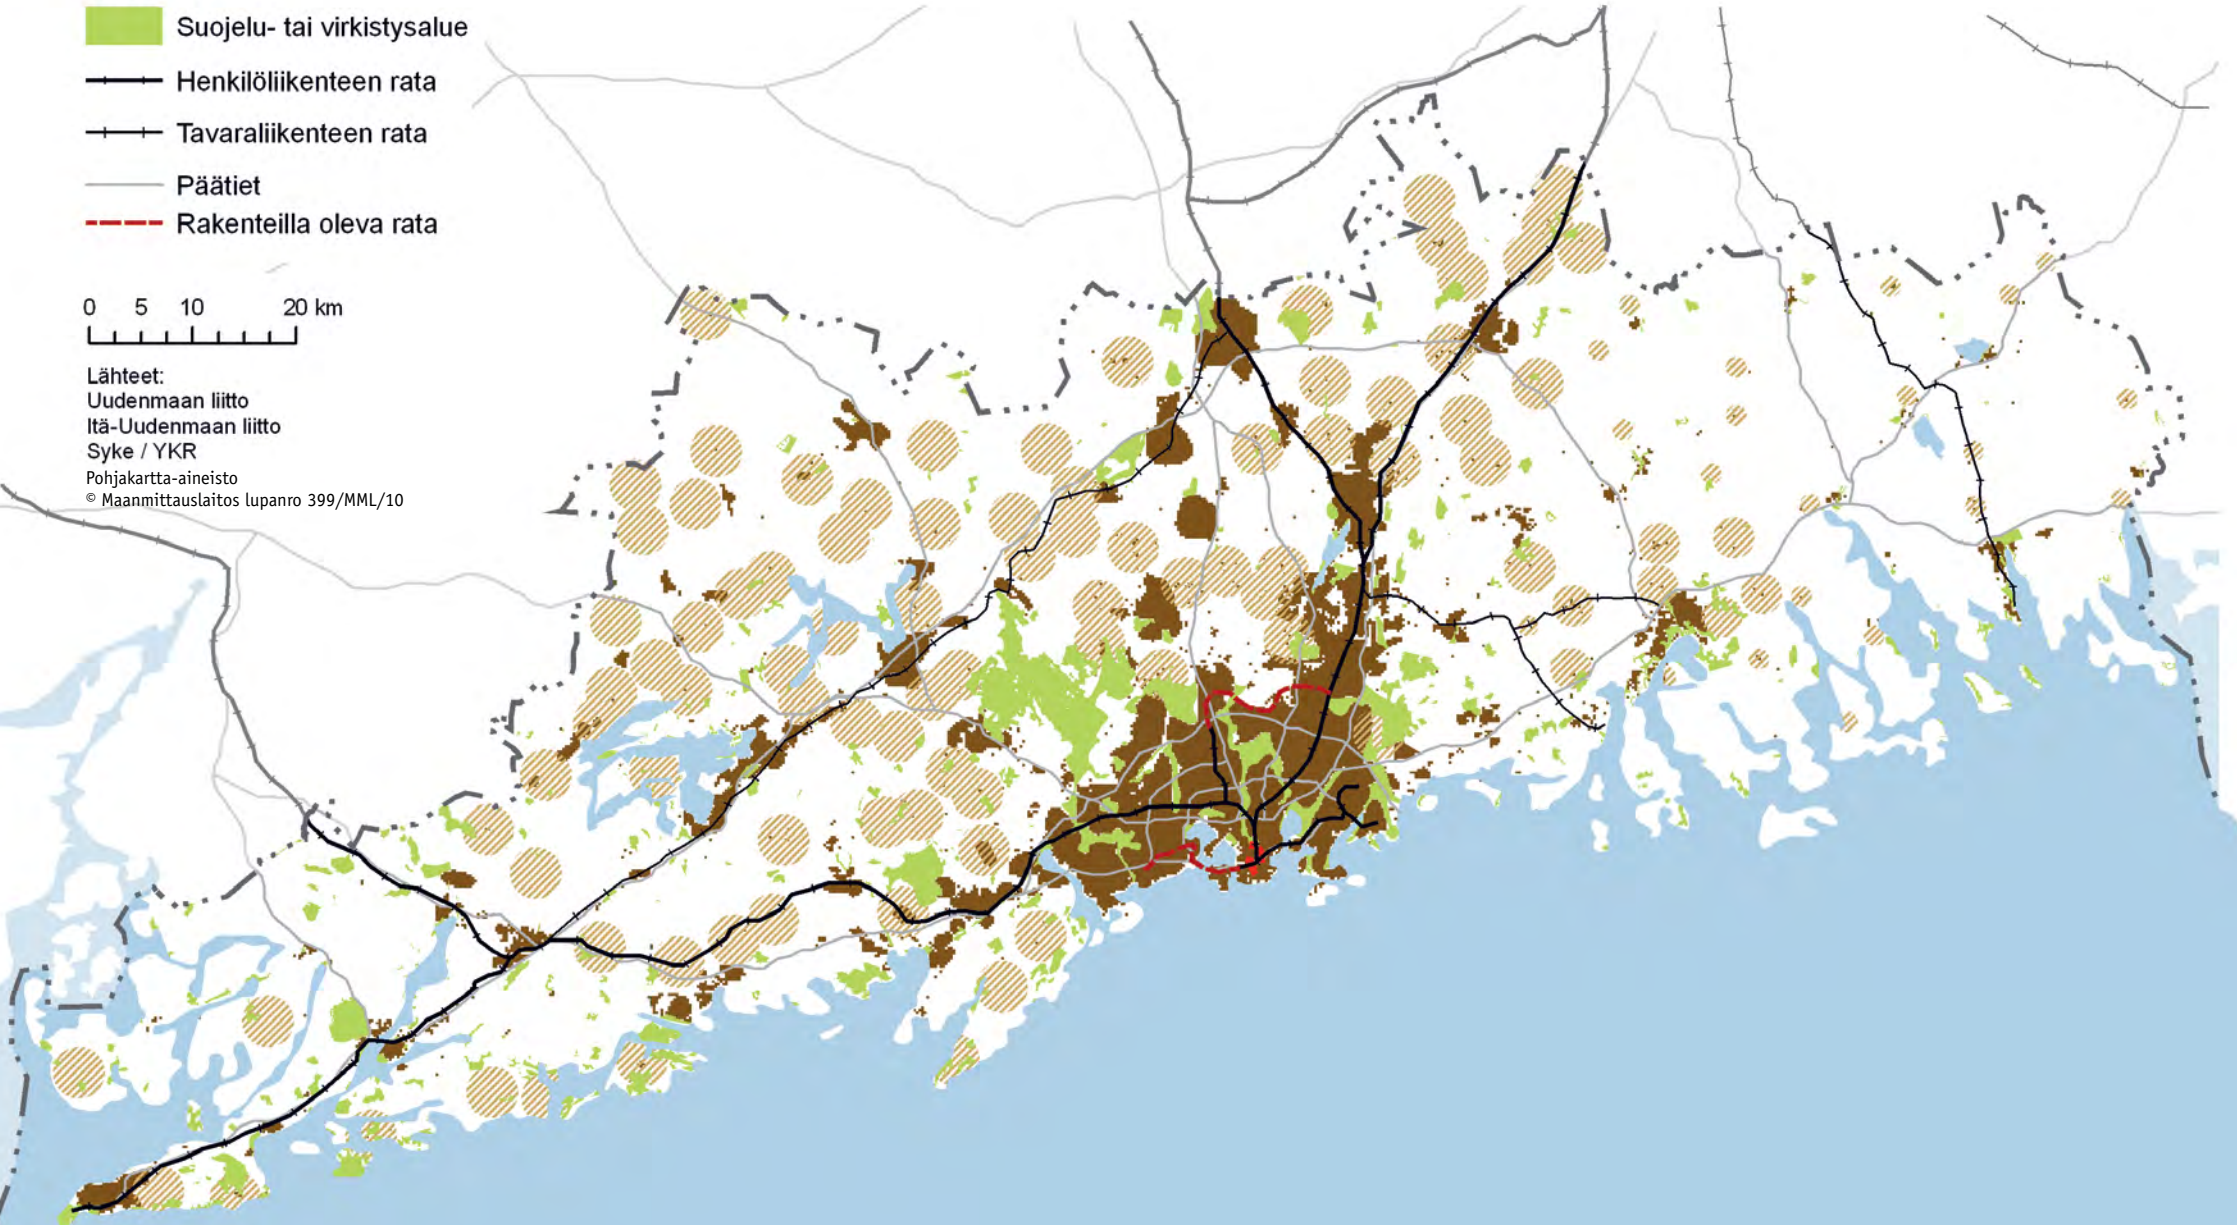 Suojelu- tai virkistysalue
Henkilöliikenteen rata
Tavaraliikenteen rata
Päätiet
Rakenteilla oleva rata
0 5 10 20 km
Lähteet:
Uudenmaan liitto
Itä-Uudenmaan liitto
Syke / YKR
Pohjakartta-aineisto
© Maanmittauslaitos lupanro 399/MML/10